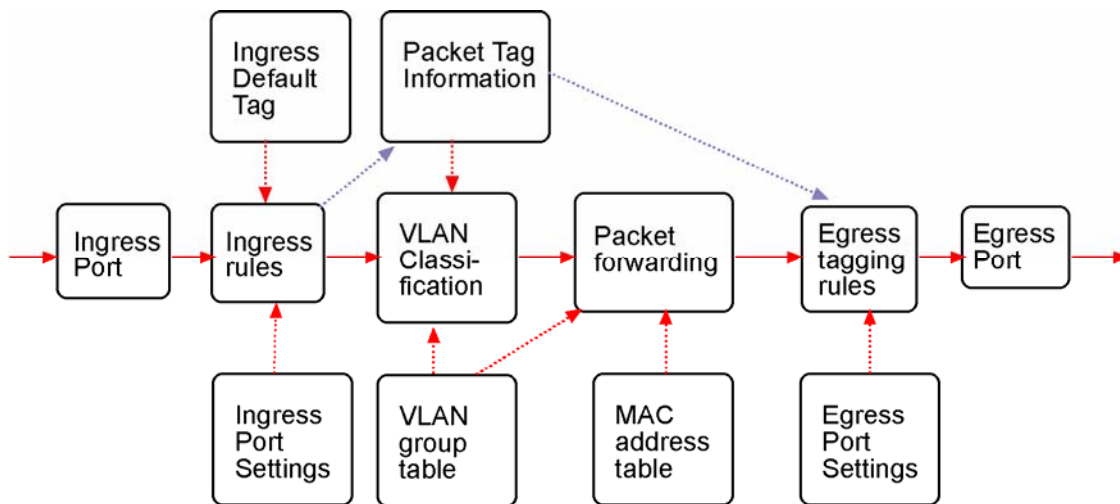 Ingress
Default
Tag
Packet Tag
Information
Ingress
Port
Ingress
rules
VLAN
Classi-
fication
Packet
forwarding
Egress
tagging
rules
Egress
Port
Ingress
Port
Settings
VLAN
group
table
MAC
address
table
Egress
Port
Settings